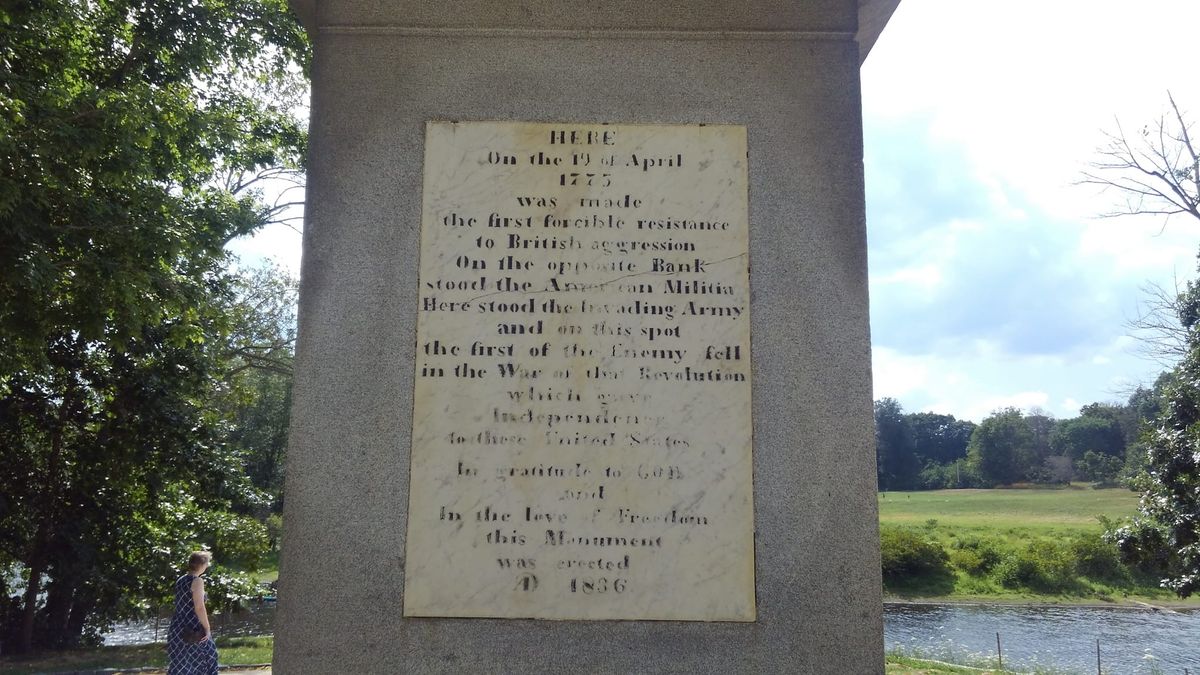 HERE
On the 19 of April
1775
was made
the first forcible resistance
to British aggression
On the opposite Bank
stood the American Militia
Here stood the Invading Army
and on this spot
the first of the Enemy fell
in the War of that Revolution
which gave
Independence
to these United States
In gratitude to GOD
and
In the love of Freedom
this Monument
was erected
AD 1836